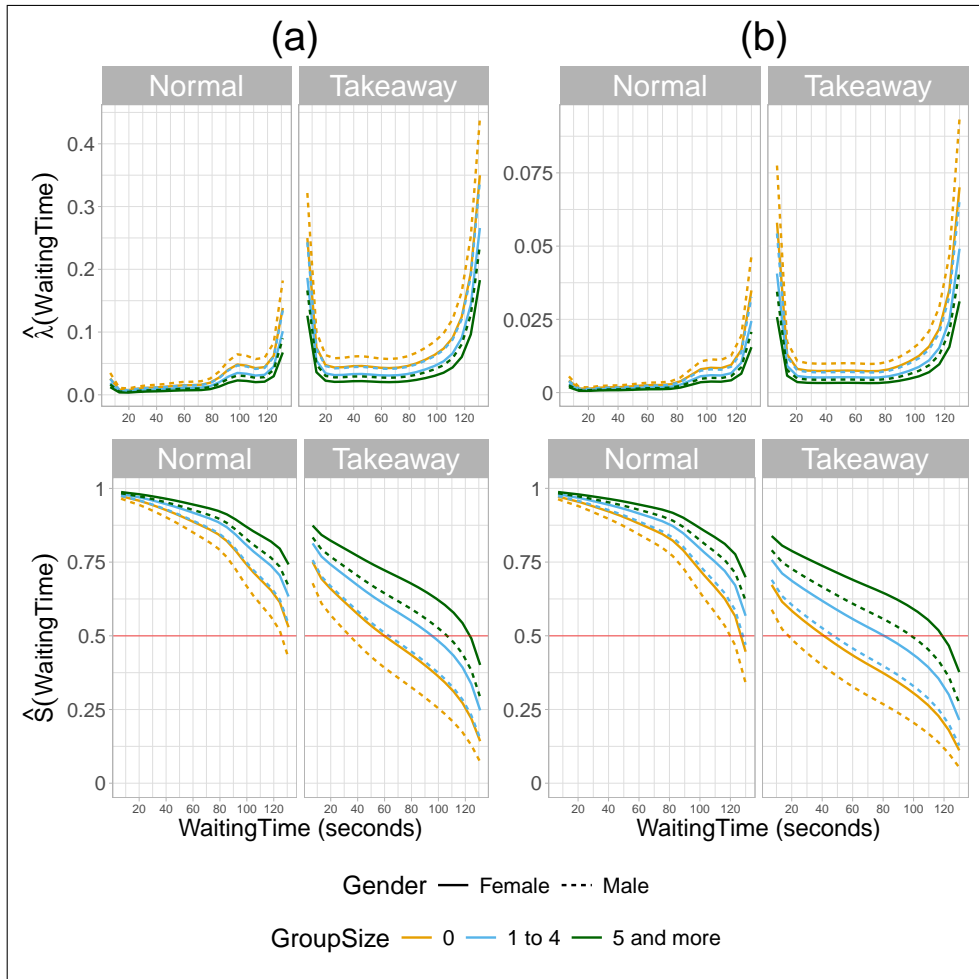 (a) (b)
Normal Takeaway Normal Takeaway
λ̂(WaitingTime)
0.4
0.3
0.2
0.1
0.0
0.075
0.05
0.025
0
20 40 60 80 100 120 20 40 60 80 100 120 20 40 60 80 100 120 20 40 60 80 100 120
Normal Takeaway Normal Takeaway
Ŝ(WaitingTime)
1
0.75
0.5
0.25
0
1
0.75
0.5
0.25
0
20 40 60 80 100 120 20 40 60 80 100 120 20 40 60 80 100 120 20 40 60 80 100 120
WaitingTime (seconds) WaitingTime (seconds)
Gender Female Male
GroupSize 0 1 to 4 5 and more